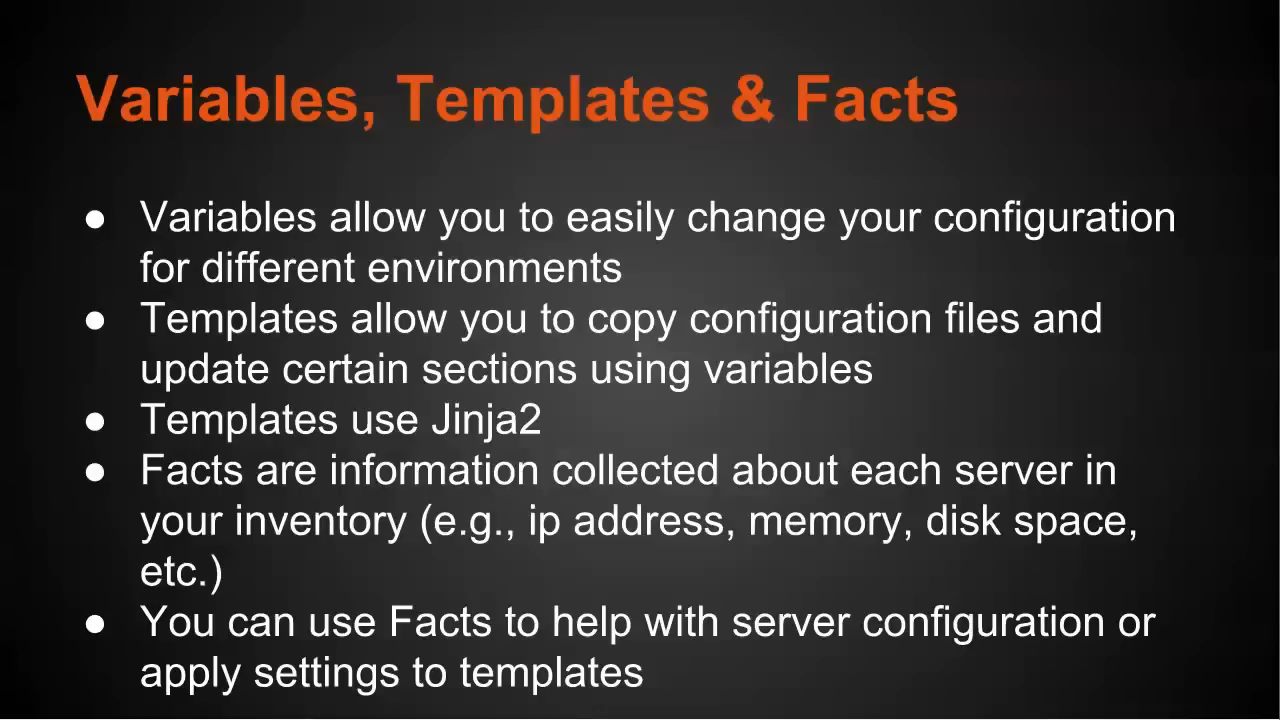 Variables, Templates & Facts
● Variables allow you to easily change your configuration
for different environments
● Templates allow you to copy configuration files and
update certain sections using variables
● Templates use Jinja2
● Facts are information collected about each server in
your inventory (e.g., ip address, memory, disk space,
etc.)
● You can use Facts to help with server configuration or
apply settings to templates